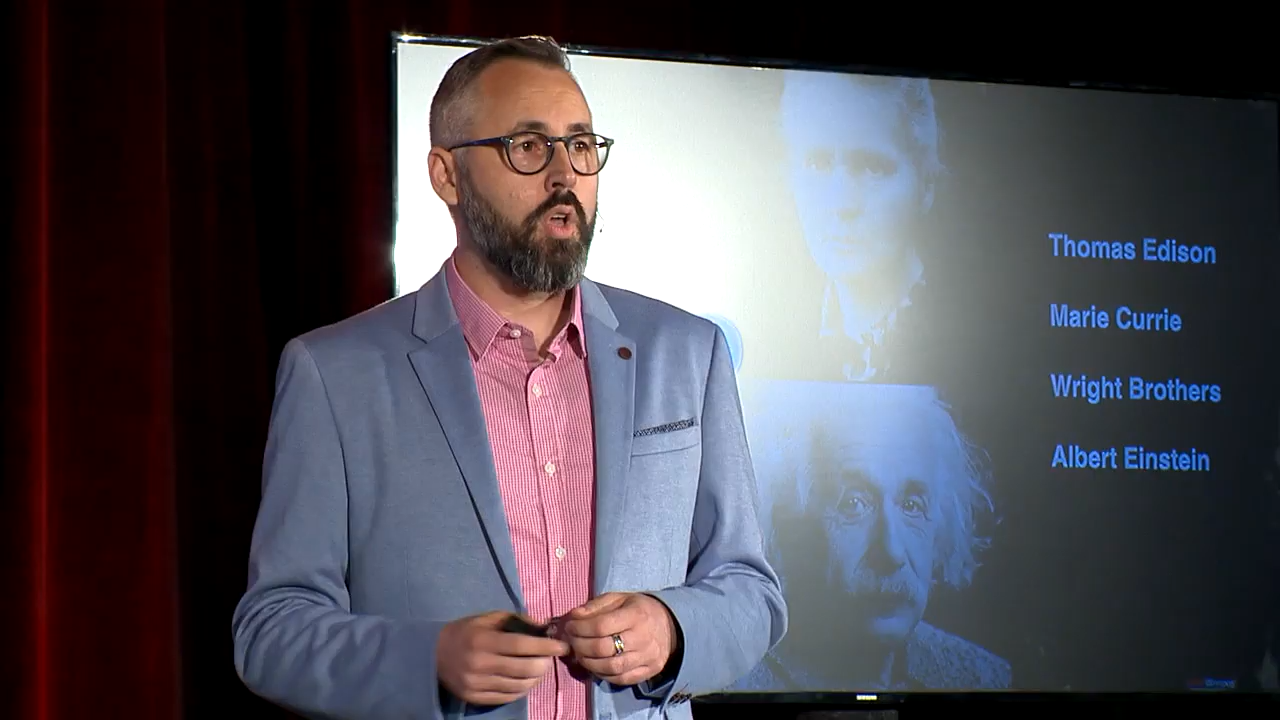 Thomas Edison
Marie Currie
Wright Brothers
Albert Einstein